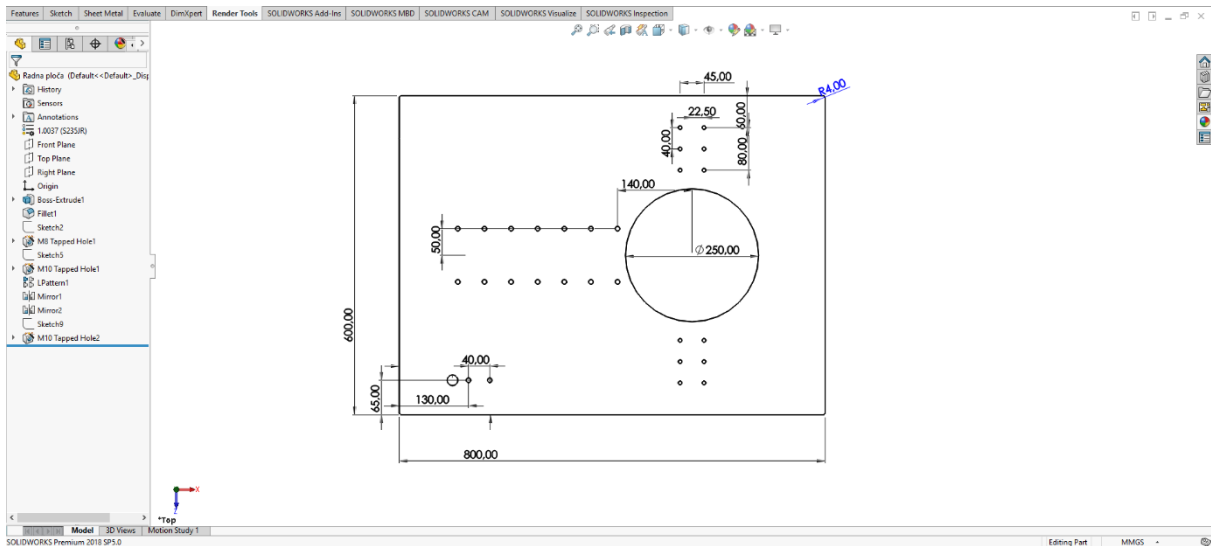 Features Sketch Sheet Metal Evaluate DimXpert Render Tools SOLIDWORKS Add-Ins SOLIDWORKS MBD SOLIDWORKS CAM SOLIDWORKS Visualize SOLIDWORKS Inspection
Radna ploča (Default<<Default>_Disp
History
Sensors
Annotations
1.0037 (S235JR)
Front Plane
Top Plane
Right Plane
Origin
Boss-Extrude1
Fillet1
Sketch2
M8 Tapped Hole1
Sketch5
M10 Tapped Hole1
LPattern1
Mirror1
Mirror2
Sketch9
M10 Tapped Hole2
45,00
R4,00
22,50
60,00
40,00
80,00
140,00
50,00
Ø250,00
600,00
40,00
65,00
130,00
800,00
X
Z
*Top
Model 3D Views Motion Study 1
SOLIDWORKS Premium 2018 SP5.0 Editing Part MMGS